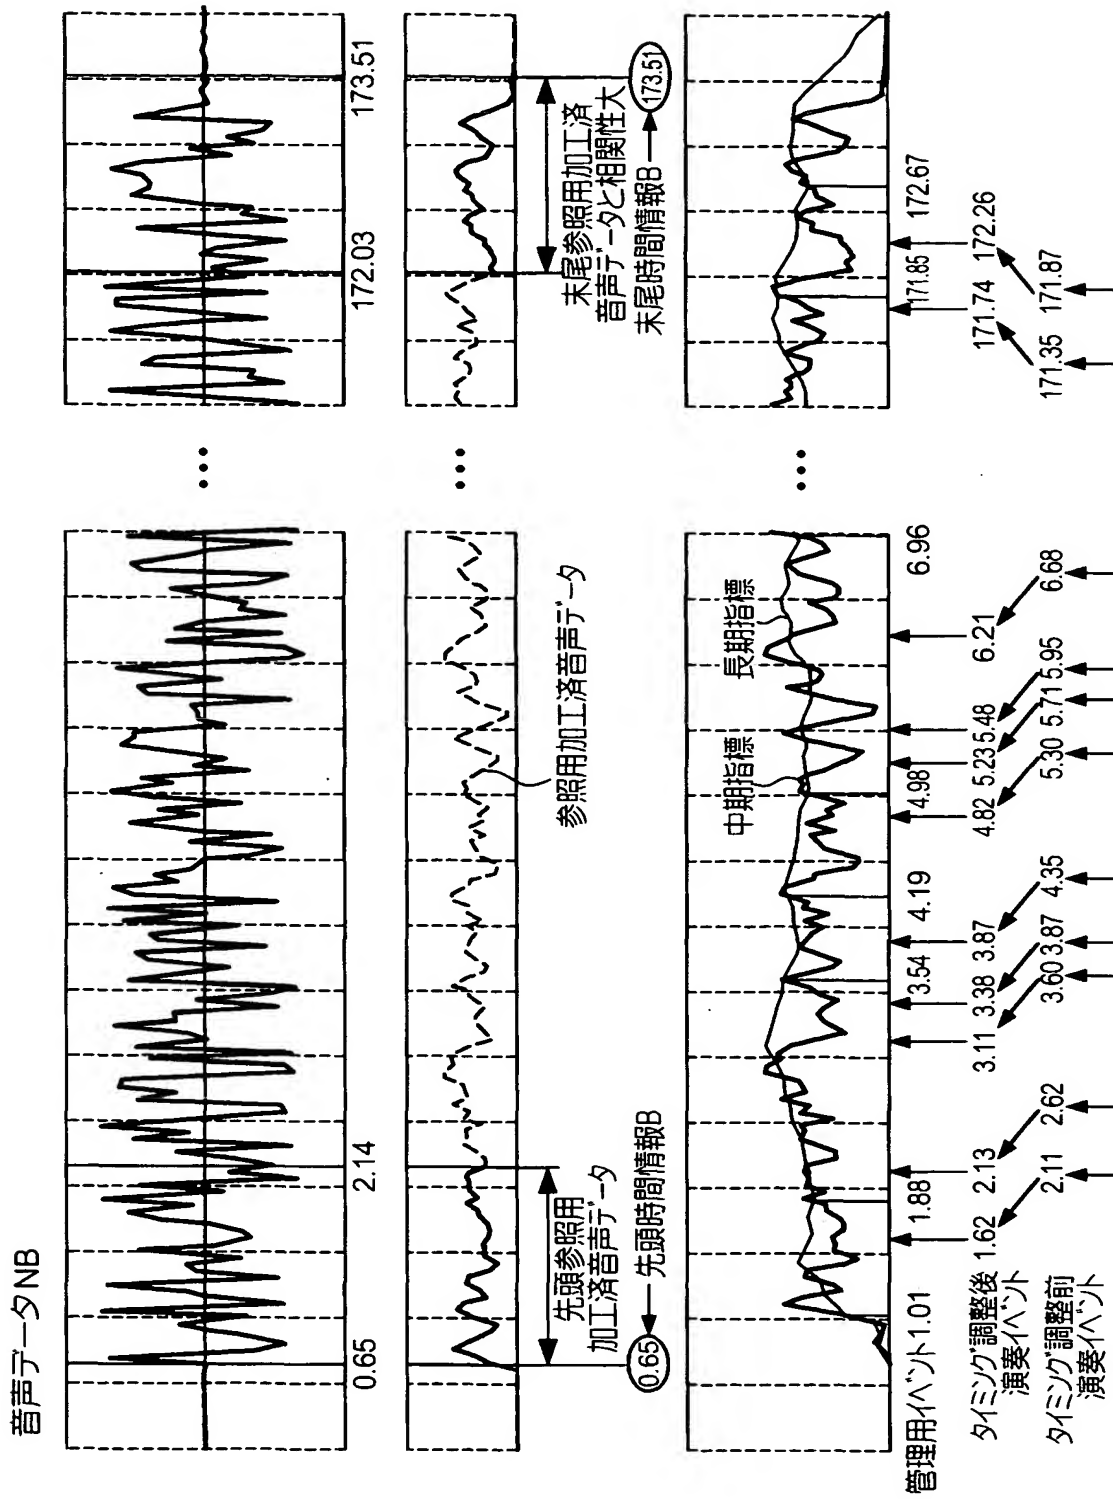 音声データNB
0.65
2.14
172.03
173.51
先頭参照用
加工済音声データ
0.65
先頭時間情報B
参照用加工済音声データ
末尾参照用加工済
音声データと相関性大
末尾時間情報B
173.51
中期指標
長期指標
管理用イベント 1.01 1.88 3.54 4.19 4.98 6.96 171.85 172.67
タイミング調整後
演奏イベント
1.62 2.13 3.11 3.38 3.87 4.82 5.23 5.48 6.21 171.74 172.26
タイミング調整前
演奏イベント
2.11 2.62 3.60 3.87 4.35 5.30 5.71 5.95 6.68 171.35 171.87